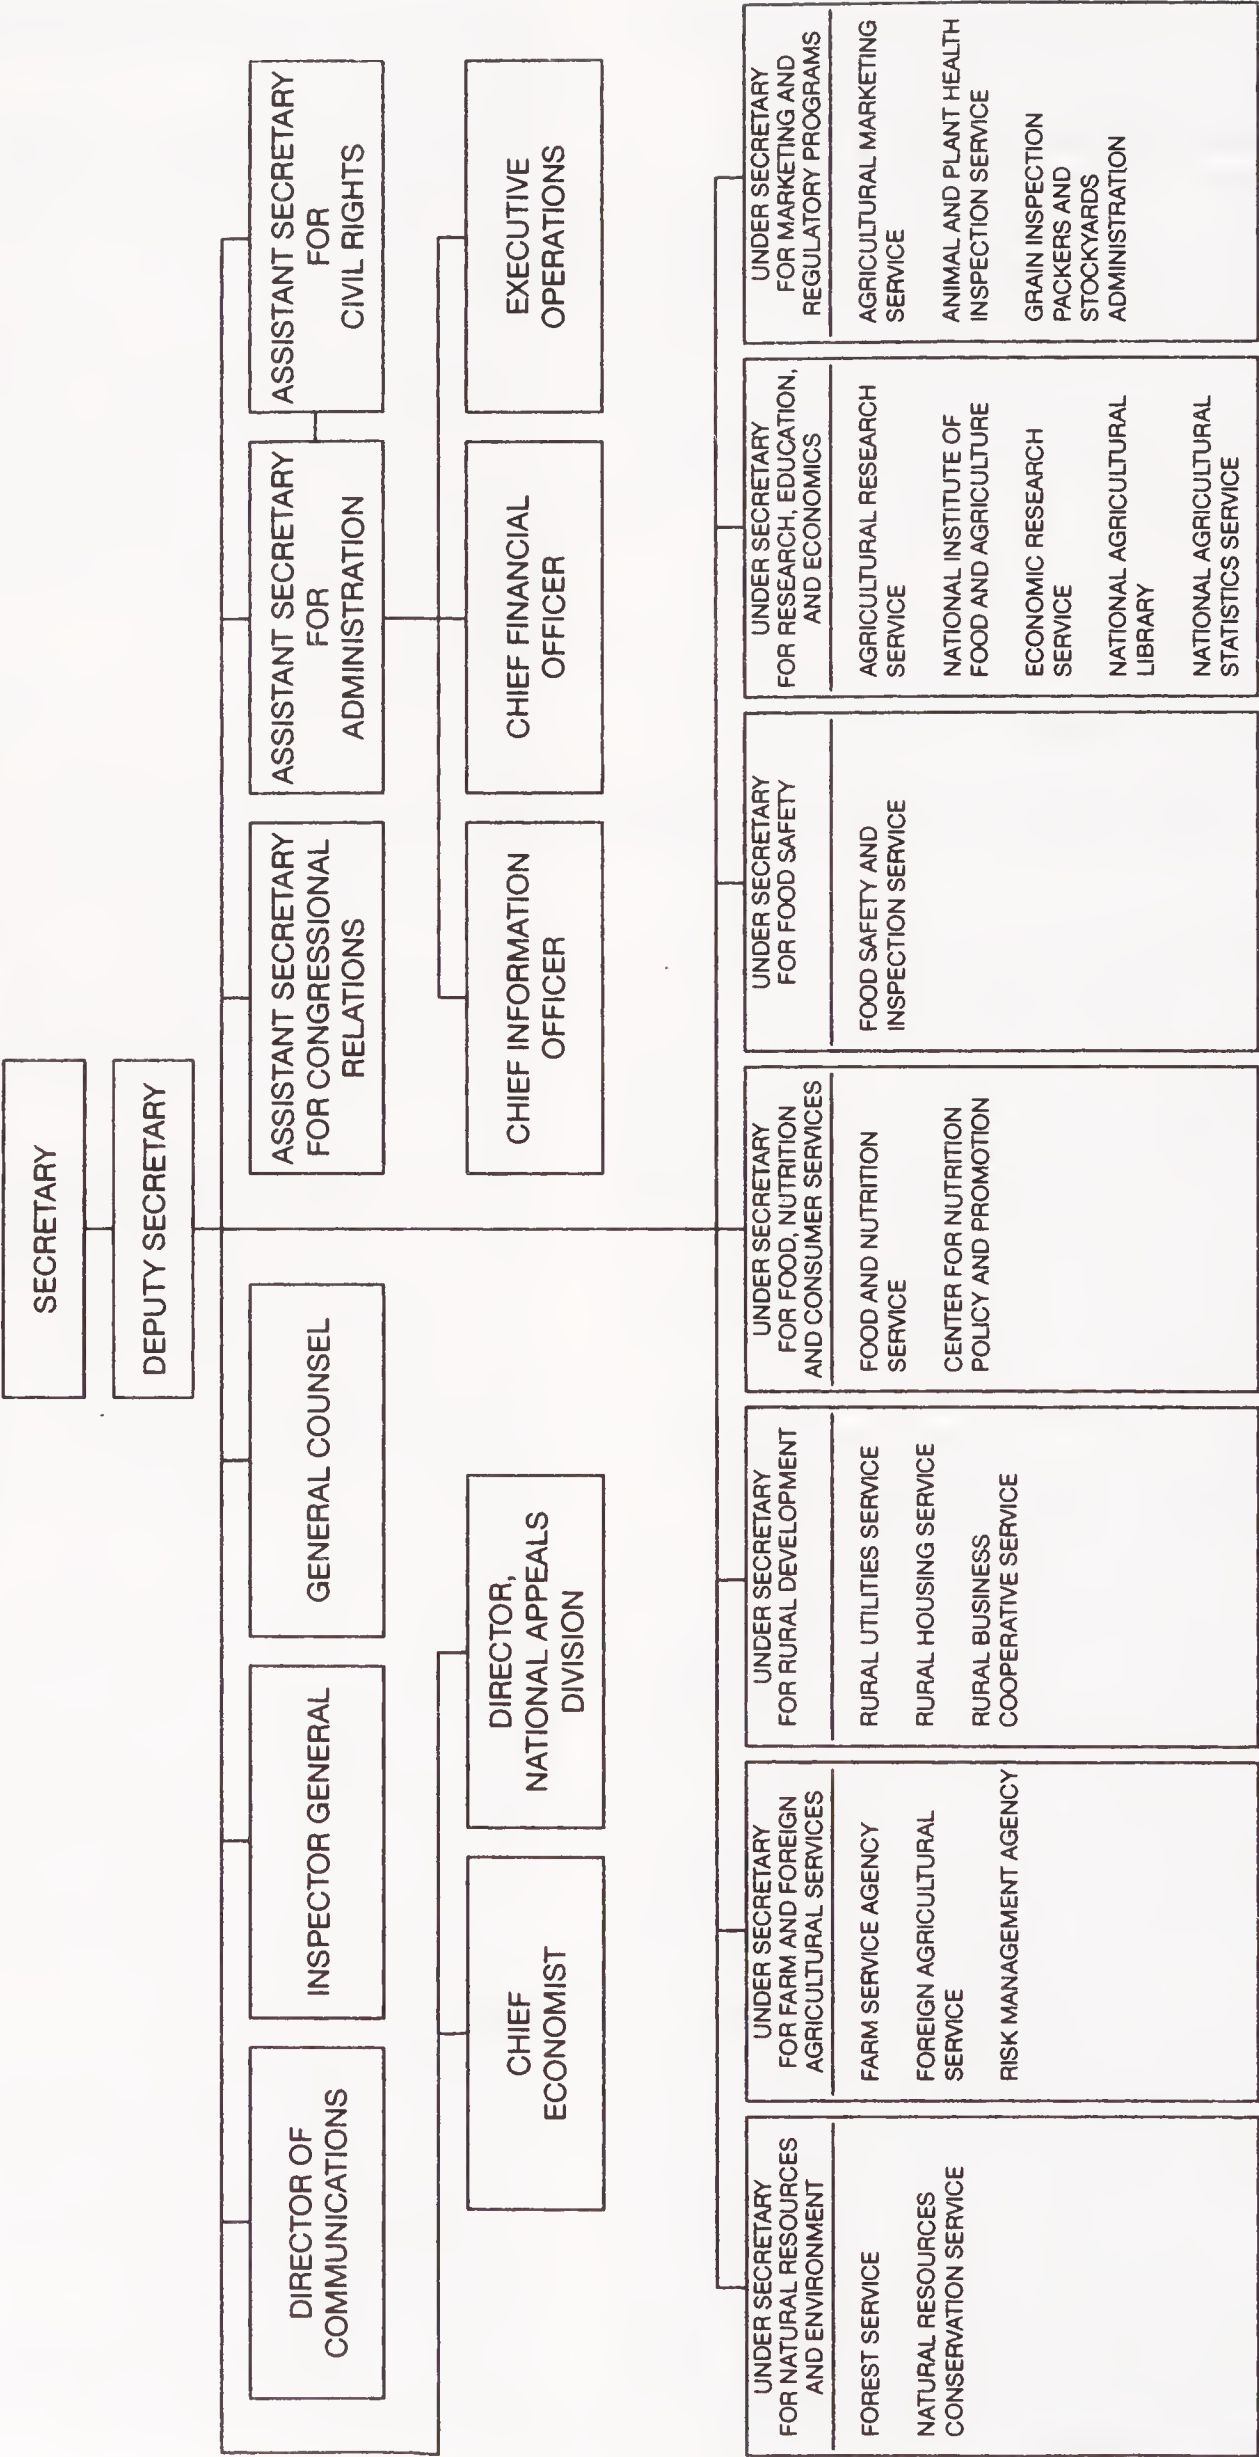 SECRETARY
DEPUTY SECRETARY
DIRECTOR OF
COMMUNICATIONS
INSPECTOR GENERAL
GENERAL COUNSEL
ASSISTANT SECRETARY
FOR CONGRESSIONAL
RELATIONS
ASSISTANT SECRETARY
FOR
ADMINISTRATION
ASSISTANT SECRETARY
FOR
CIVIL RIGHTS
CHIEF
ECONOMIST
DIRECTOR,
NATIONAL APPEALS
DIVISION
CHIEF INFORMATION
OFFICER
CHIEF FINANCIAL
OFFICER
EXECUTIVE
OPERATIONS
UNDER SECRETARY
FOR NATURAL RESOURCES
AND ENVIRONMENT
FOREST SERVICE
NATURAL RESOURCES
CONSERVATION SERVICE
UNDER SECRETARY
FOR FARM AND FOREIGN
AGRICULTURAL SERVICES
FARM SERVICE AGENCY
FOREIGN AGRICULTURAL
SERVICE
RISK MANAGEMENT AGENCY
UNDER SECRETARY
FOR RURAL DEVELOPMENT
RURAL UTILITIES SERVICE
RURAL HOUSING SERVICE
RURAL BUSINESS
COOPERATIVE SERVICE
UNDER SECRETARY
FOR FOOD, NUTRITION
AND CONSUMER SERVICES
FOOD AND NUTRITION
SERVICE
CENTER FOR NUTRITION
POLICY AND PROMOTION
UNDER SECRETARY
FOR FOOD SAFETY
FOOD SAFETY AND
INSPECTION SERVICE
UNDER SECRETARY
FOR RESEARCH, EDUCATION,
AND ECONOMICS
AGRICULTURAL RESEARCH
SERVICE
NATIONAL INSTITUTE OF
FOOD AND AGRICULTURE
ECONOMIC RESEARCH
SERVICE
NATIONAL AGRICULTURAL
LIBRARY
NATIONAL AGRICULTURAL
STATISTICS SERVICE
UNDER SECRETARY
FOR MARKETING AND
REGULATORY PROGRAMS
AGRICULTURAL MARKETING
SERVICE
ANIMAL AND PLANT HEALTH
INSPECTION SERVICE
GRAIN INSPECTION
PACKERS AND
STOCKYARDS
ADMINISTRATION